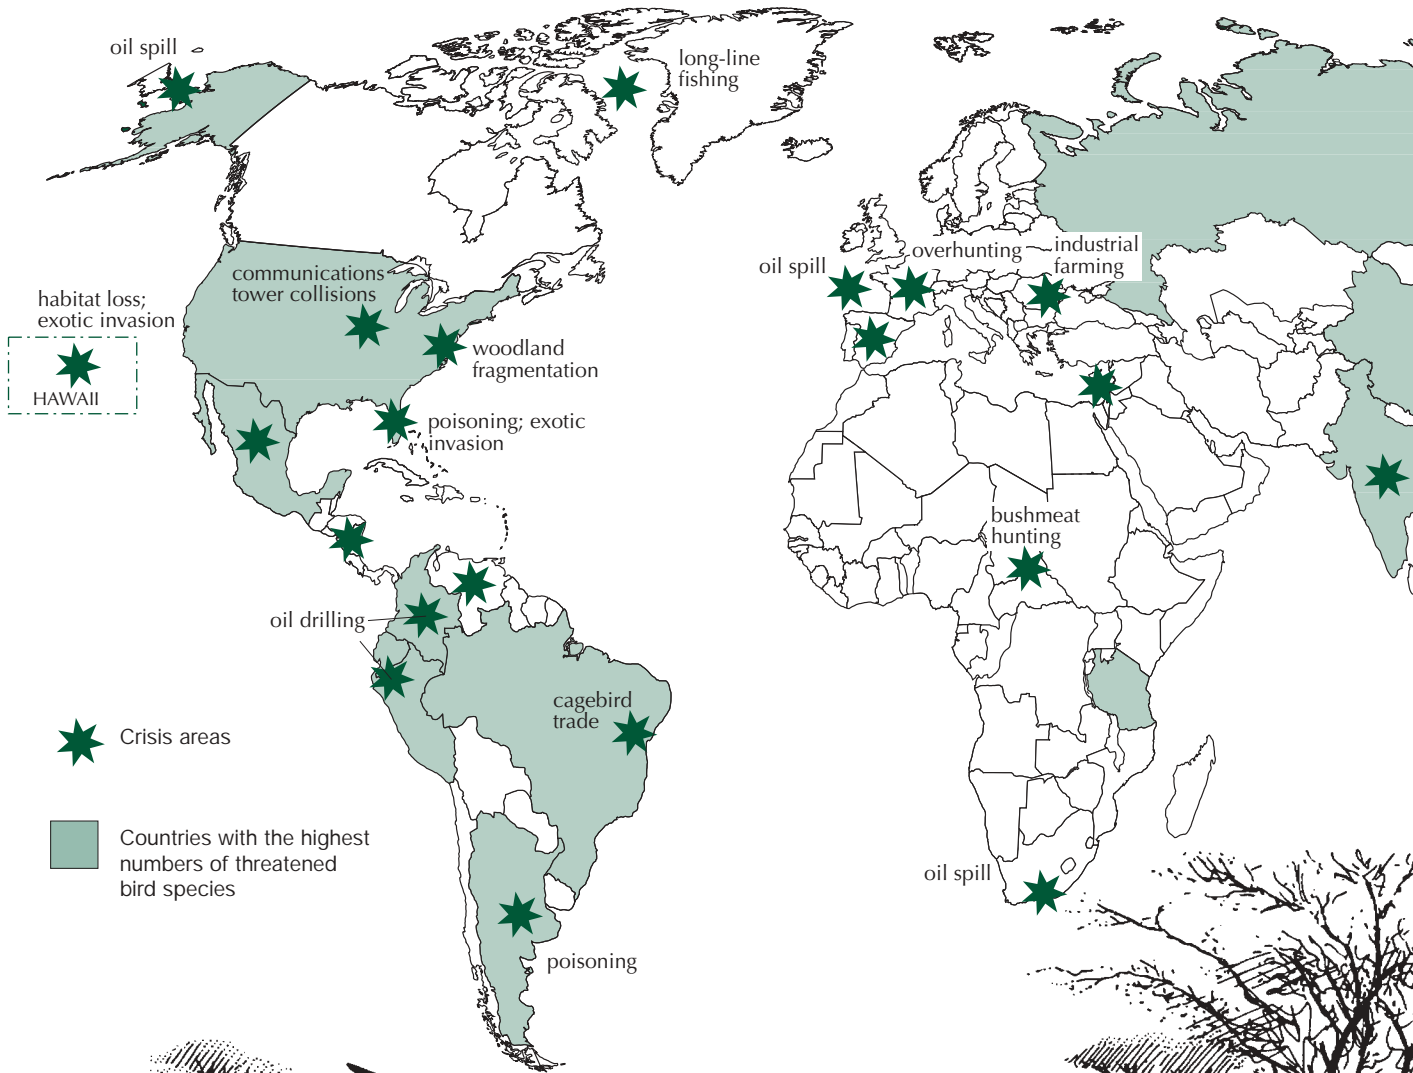 oil spill
long-line
fishing
overhunting
industrial
farming
oil spill
communications
tower collisions
habitat loss;
exotic invasion
HAWAII
woodland
fragmentation
poisoning; exotic
invasion
bushmeat
hunting
oil drilling
cagebird
trade
Crisis areas
Countries with the highest
numbers of threatened
bird species
oil spill
poisoning